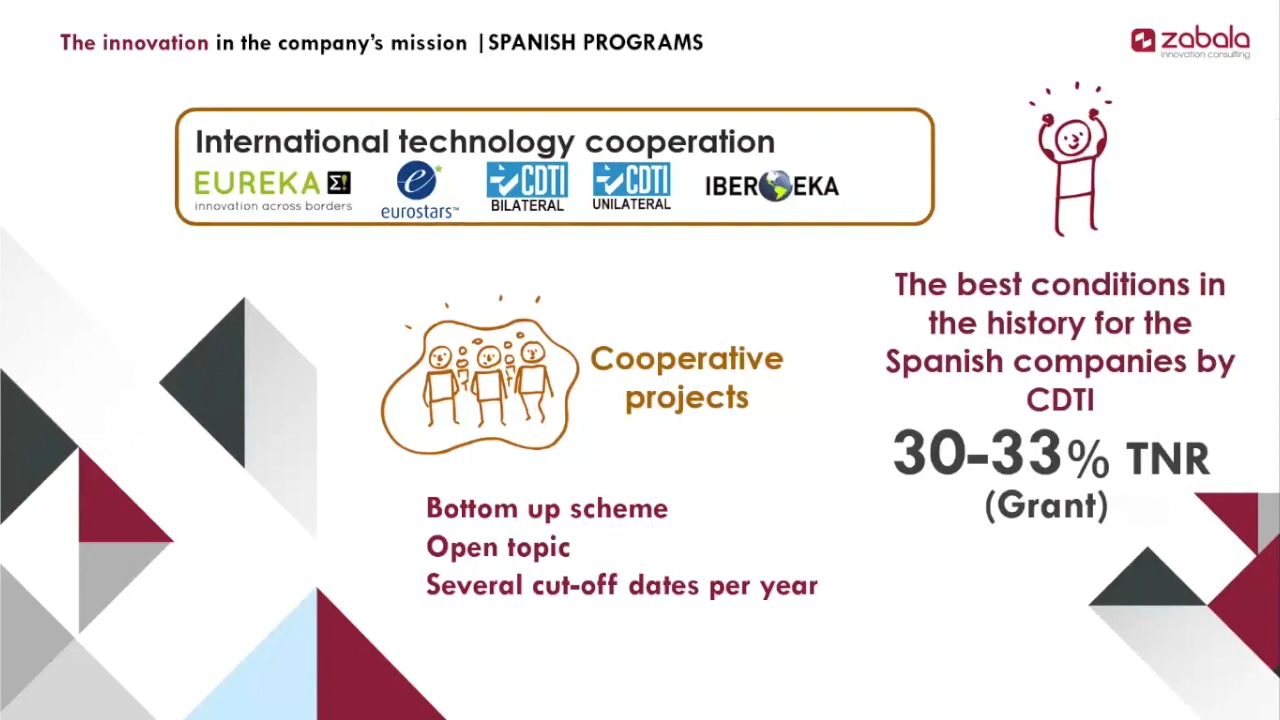 The innovation in the company's mission |SPANISH PROGRAMS
zabala
innovation consulting
International technology cooperation
EUREKA Σ!
innovation across borders
e
eurostars™
CDTI
BILATERAL
CDTI
UNILATERAL
IBEROEKA
The best conditions in
the history for the
Spanish companies by
CDTI
30-33% TNR
(Grant)
Cooperative
projects
Bottom up scheme
Open topic
Several cut-off dates per year